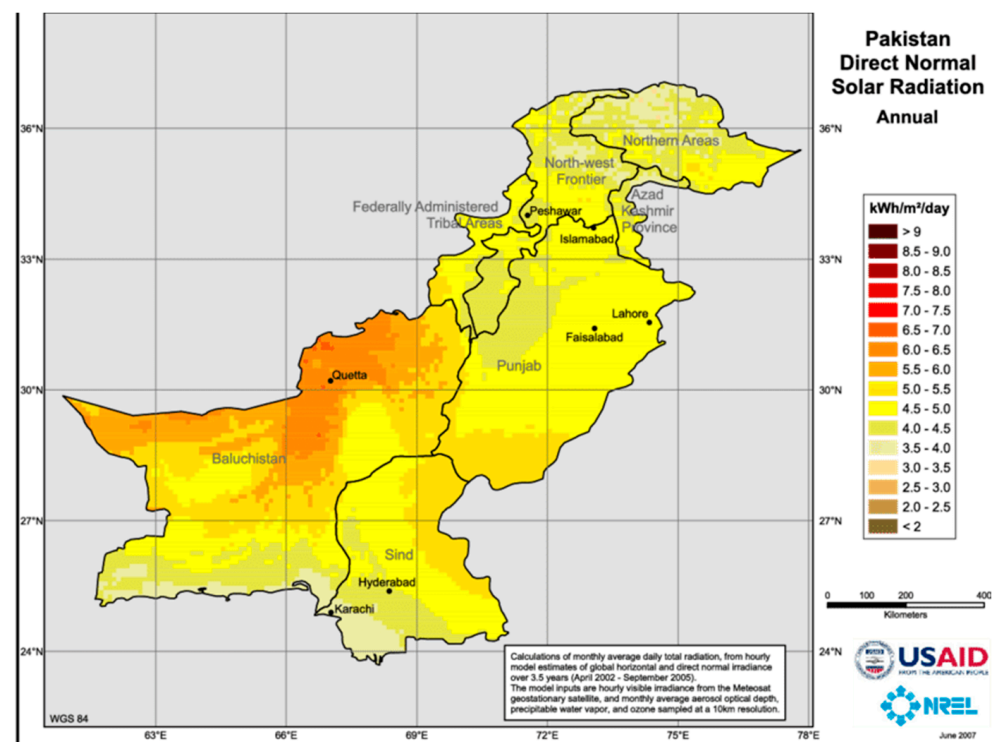 Pakistan
Direct Normal
Solar Radiation
Annual
36°N
36°N
Northern Areas
North-west
Frontier
Azad
Kashmir
Province
Federally Administered
Tribal Areas
Peshawar
Islamabad
33°N
33°N
Lahore
Faisalabad
Punjab
Quetta
30°N
30°N
Baluchistan
27°N
27°N
Sind
Hyderabad
Karachi
24°N
24°N
kWh/m²/day
> 9
8.5 - 9.0
8.0 - 8.5
7.5 - 8.0
7.0 - 7.5
6.5 - 7.0
6.0 - 6.5
5.5 - 6.0
5.0 - 5.5
4.5 - 5.0
4.0 - 4.5
3.5 - 4.0
3.0 - 3.5
2.5 - 3.0
2.0 - 2.5
< 2
0 100 200 400
Kilometers
Calculations of monthly average daily total radiation, from hourly
model estimates of global horizontal and direct normal irradiance
over 3.5 years (April 2002 - September 2005).
The model inputs are hourly visible irradiance from the Meteosat
geostationary satellite, and monthly average aerosol optical depth,
precipitable water vapor, and ozone sampled at a 10km resolution.
USAID
FROM THE AMERICAN PEOPLE
NREL
WGS 84
63°E
66°E
69°E
72°E
75°E
78°E
June 2007